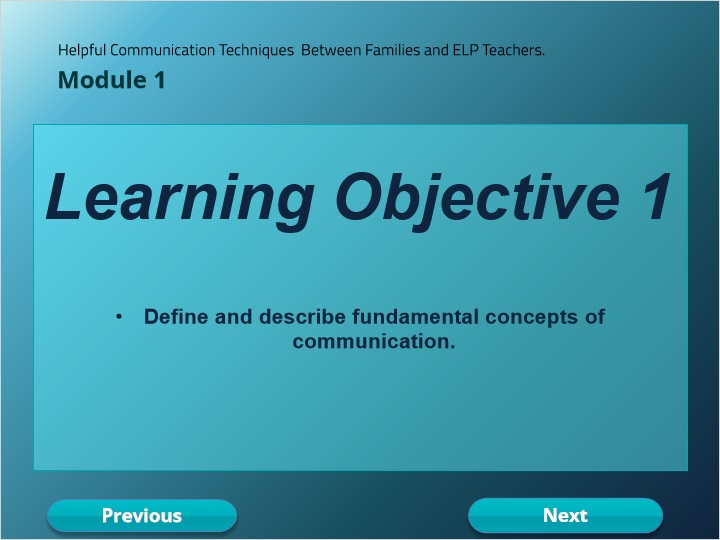 Helpful Communication Techniques  Between Families and ELP Teachers.
Module 1
Learning Objective 1
• Define and describe fundamental concepts of
communication.
Previous
Next